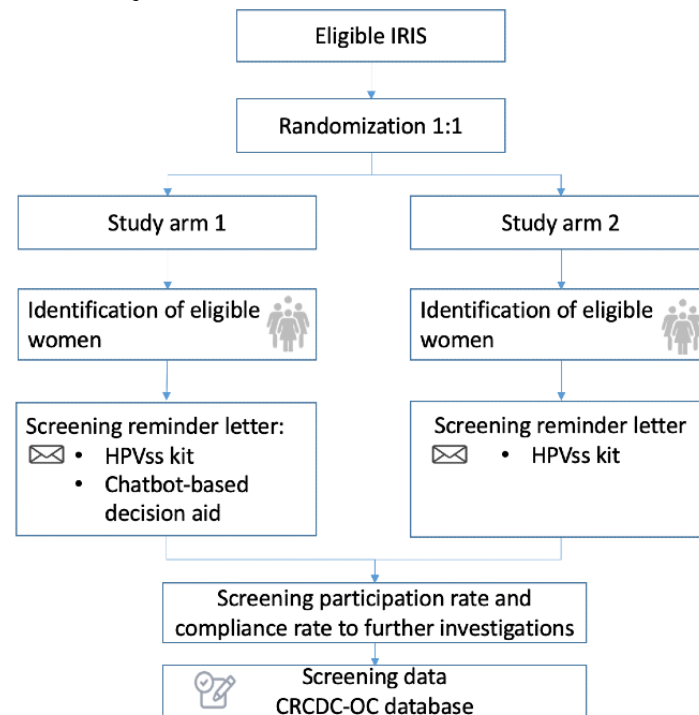 Eligible IRIS
Randomization 1:1
Study arm 1
Study arm 2
Identification of eligible
women
Identification of eligible
women
Screening reminder letter:
• HPVss kit
• Chatbot-based
decision aid
Screening reminder letter
• HPVss kit
Screening participation rate and
compliance rate to further investigations
Screening data
CRCDC-OC database